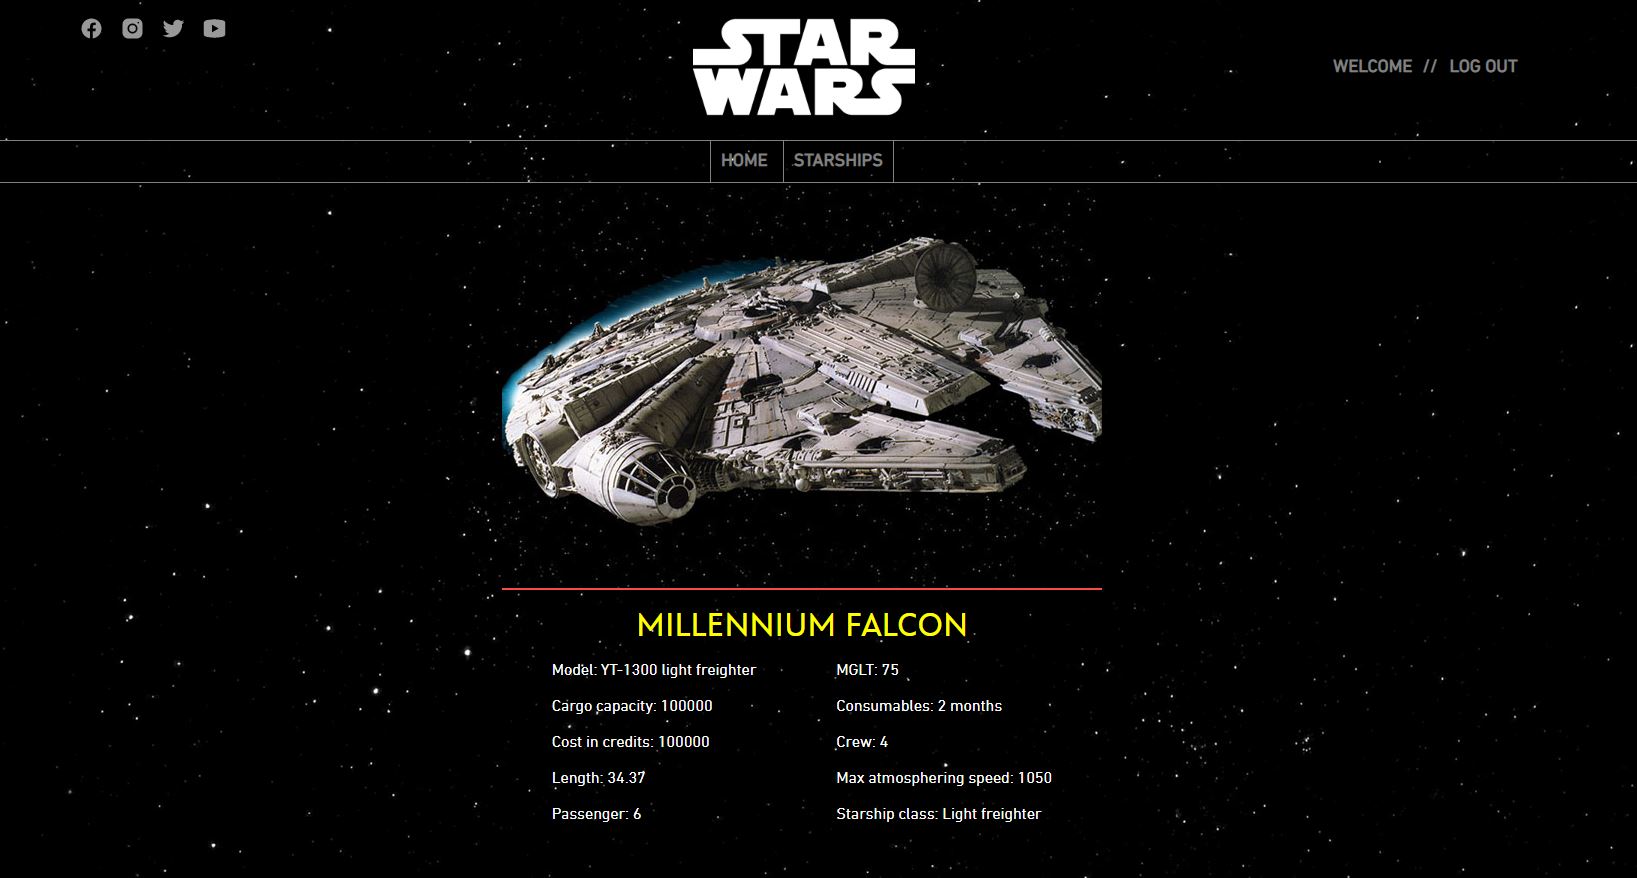 STAR
WARS
WELCOME // LOG OUT
HOME STARSHIPS
MILLENNIUM FALCON
Model: YT-1300 light freighter
MGLT: 75
Cargo capacity: 100000
Consumables: 2 months
Cost in credits: 100000
Crew: 4
Length: 34.37
Max atmosphering speed: 1050
Passenger: 6
Starship class: Light freighter